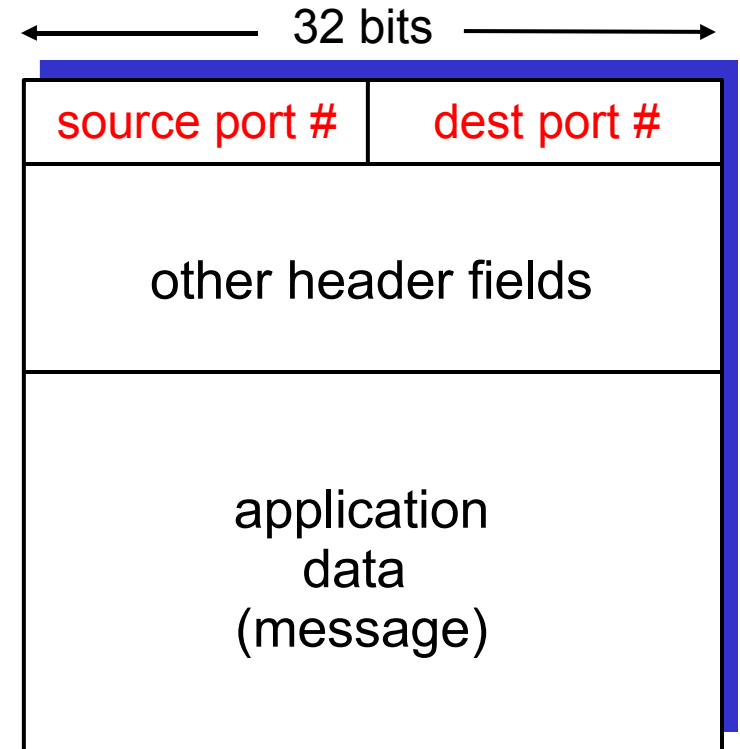 32 bits
source port # dest port #
other header fields
application
data
(message)